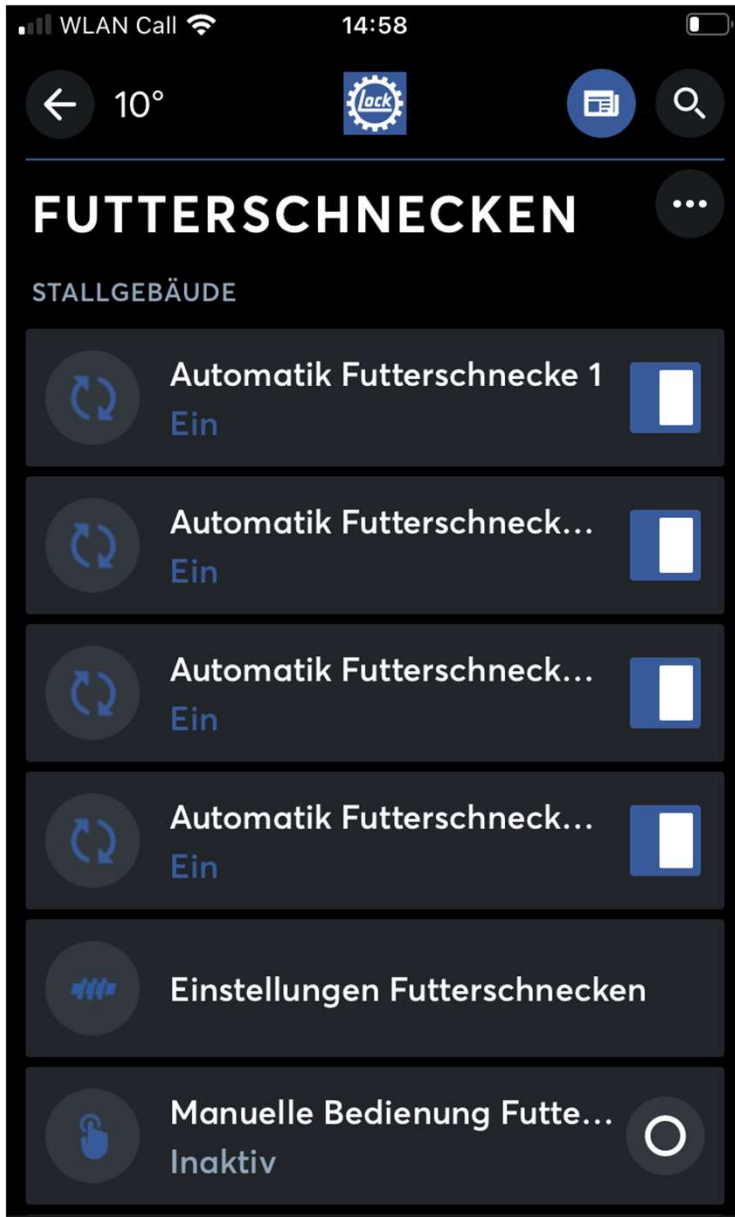 WLAN Call
14:58
10°
Lock
FUTTERSCHNECKEN
STALLGEBÄUDE
Automatik Futterschnecke 1
Ein
Automatik Futterschneck...
Ein
Automatik Futterschneck...
Ein
Automatik Futterschneck...
Ein
Einstellungen Futterschnecken
Manuelle Bedienung Futte...
Inaktiv